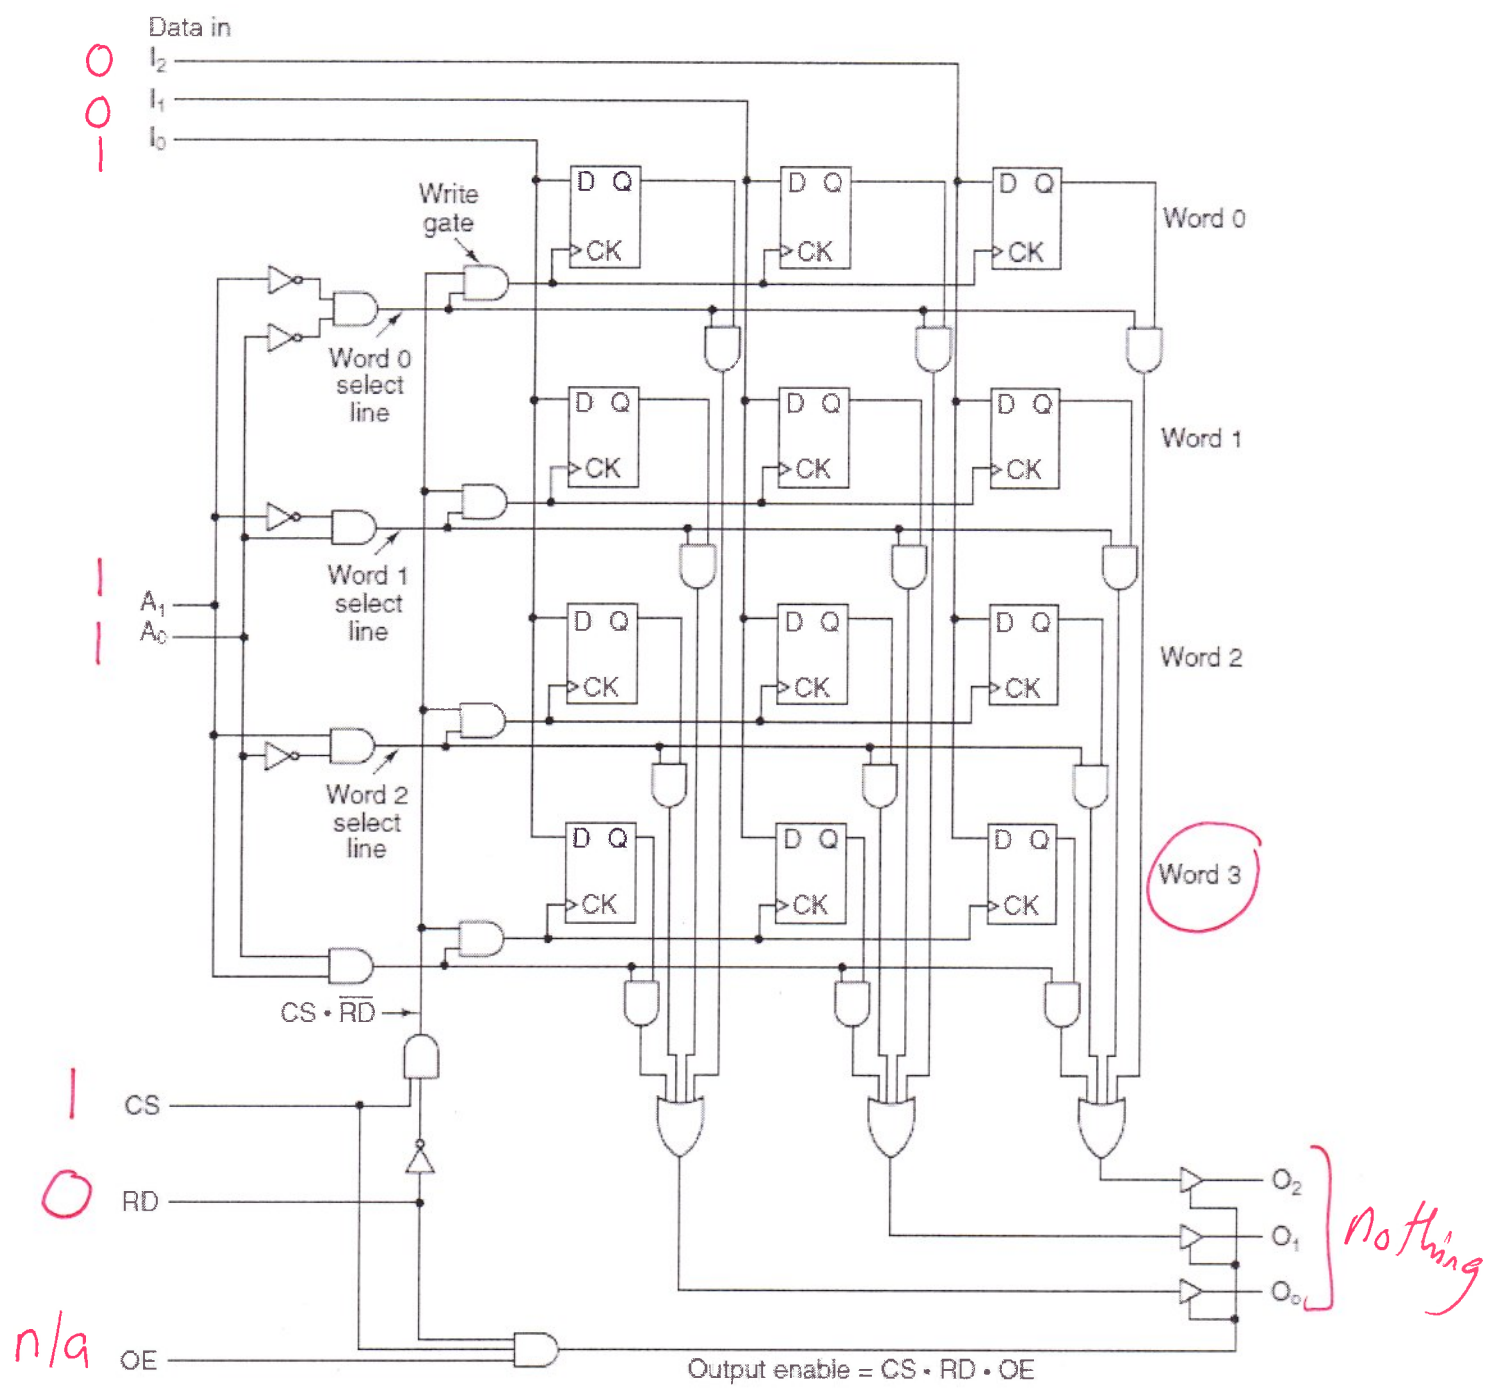 Data in
0 I2
0 I1
1 I0
D Q D Q D Q
Write
gate
Word 0
CK CK CK
Word 0
select
line
D Q D Q D Q
Word 1
CK CK CK
Word 1
select
line
1 A1
1 A0
D Q D Q D Q
Word 2
CK CK CK
Word 2
select
line
D Q D Q D Q
Word 3
CK CK CK
CS • R̅D̅
1 CS
0 RD
O2
O1
O0
nothing
n/a OE
Output enable = CS • RD • OE